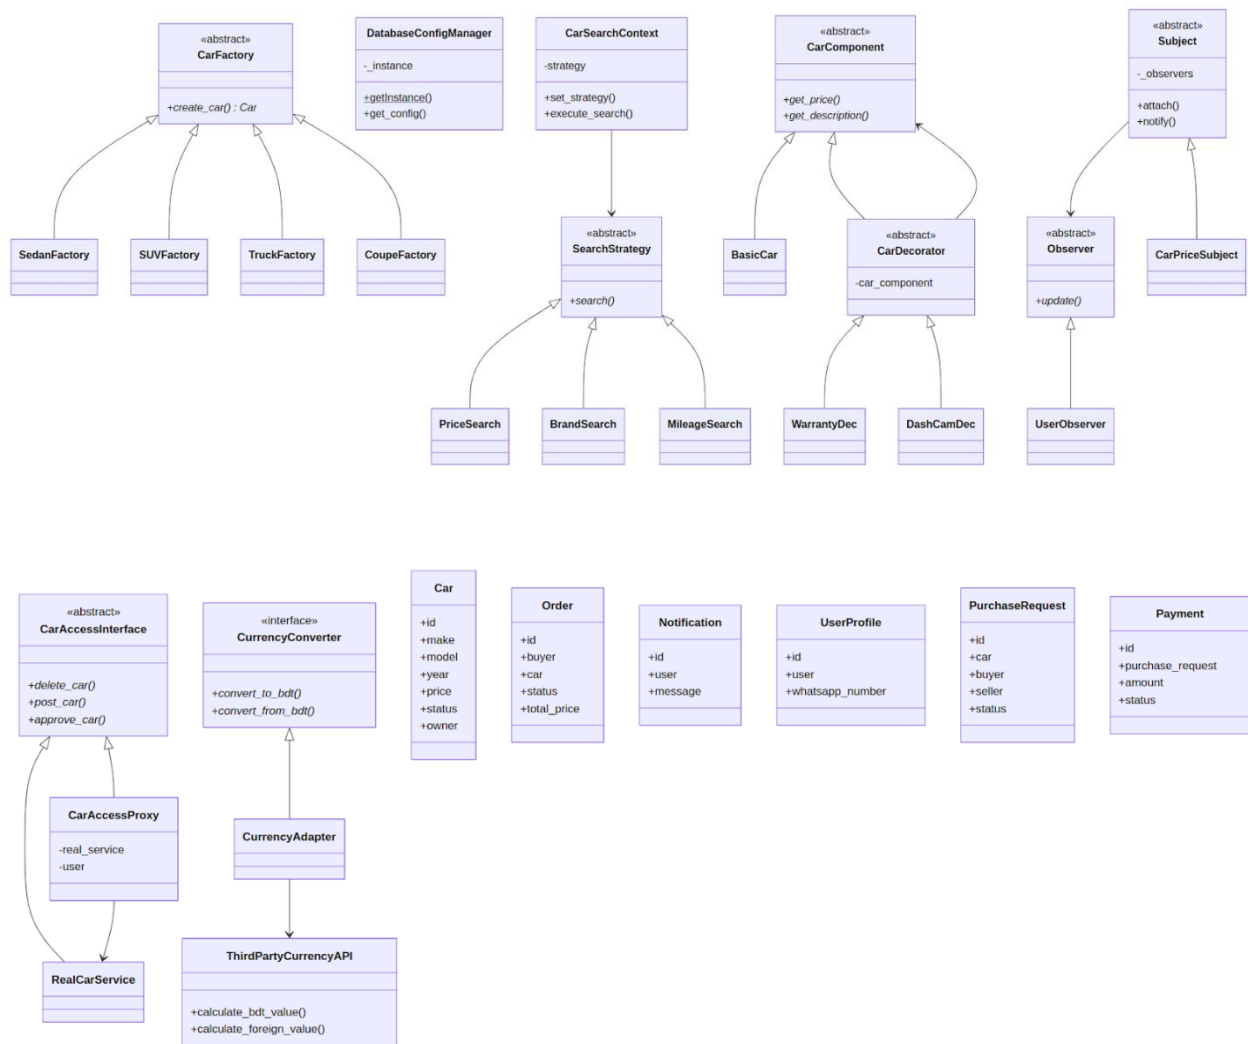 «abstract»
CarFactory
+create_car() : Car
DatabaseConfigManager
-_instance
+getInstance()
+get_config()
CarSearchContext
-strategy
+set_strategy()
+execute_search()
«abstract»
CarComponent
+get_price()
+get_description()
«abstract»
Subject
-_observers
+attach()
+notify()
SedanFactory
SUVFactory
TruckFactory
CoupeFactory
«abstract»
SearchStrategy
+search()
BasicCar
«abstract»
CarDecorator
-car_component
«abstract»
Observer
+update()
CarPriceSubject
PriceSearch
BrandSearch
MileageSearch
WarrantyDec
DashCamDec
UserObserver
«abstract»
CarAccessInterface
+delete_car()
+post_car()
+approve_car()
«interface»
CurrencyConverter
+convert_to_bdt()
+convert_from_bdt()
Car
+id
+make
+model
+year
+price
+status
+owner
Order
+id
+buyer
+car
+status
+total_price
Notification
+id
+user
+message
UserProfile
+id
+user
+whatsapp_number
PurchaseRequest
+id
+car
+buyer
+seller
+status
Payment
+id
+purchase_request
+amount
+status
CarAccessProxy
-real_service
-user
CurrencyAdapter
RealCarService
ThirdPartyCurrencyAPI
+calculate_bdt_value()
+calculate_foreign_value()